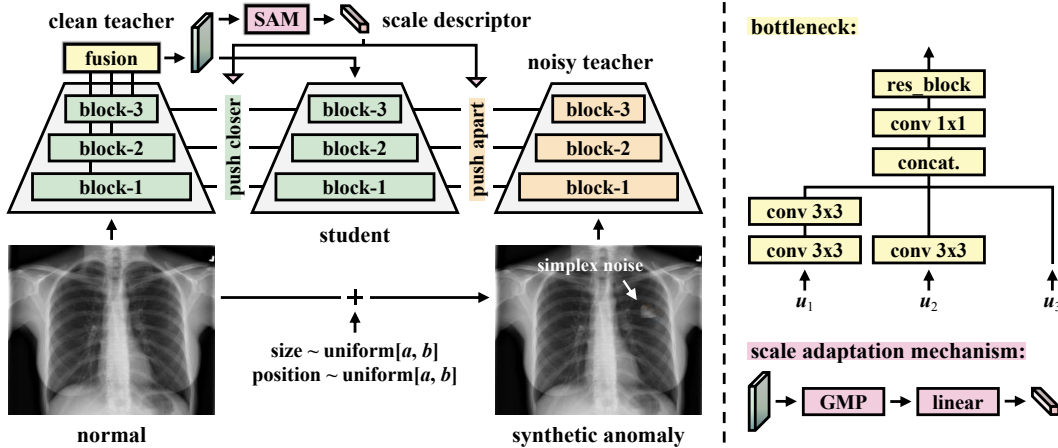 clean teacher
SAM
scale descriptor
fusion
noisy teacher
block-3
block-2
block-1
push closer
block-3
block-2
block-1
push apart
block-3
block-2
block-1
student
simplex noise
+
size ~ uniform[a, b]
position ~ uniform[a, b]
normal
synthetic anomaly
bottleneck:
res_block
conv 1x1
concat.
conv 3x3
conv 3x3
conv 3x3
u1
u2
u3
scale adaptation mechanism:
GMP
linear